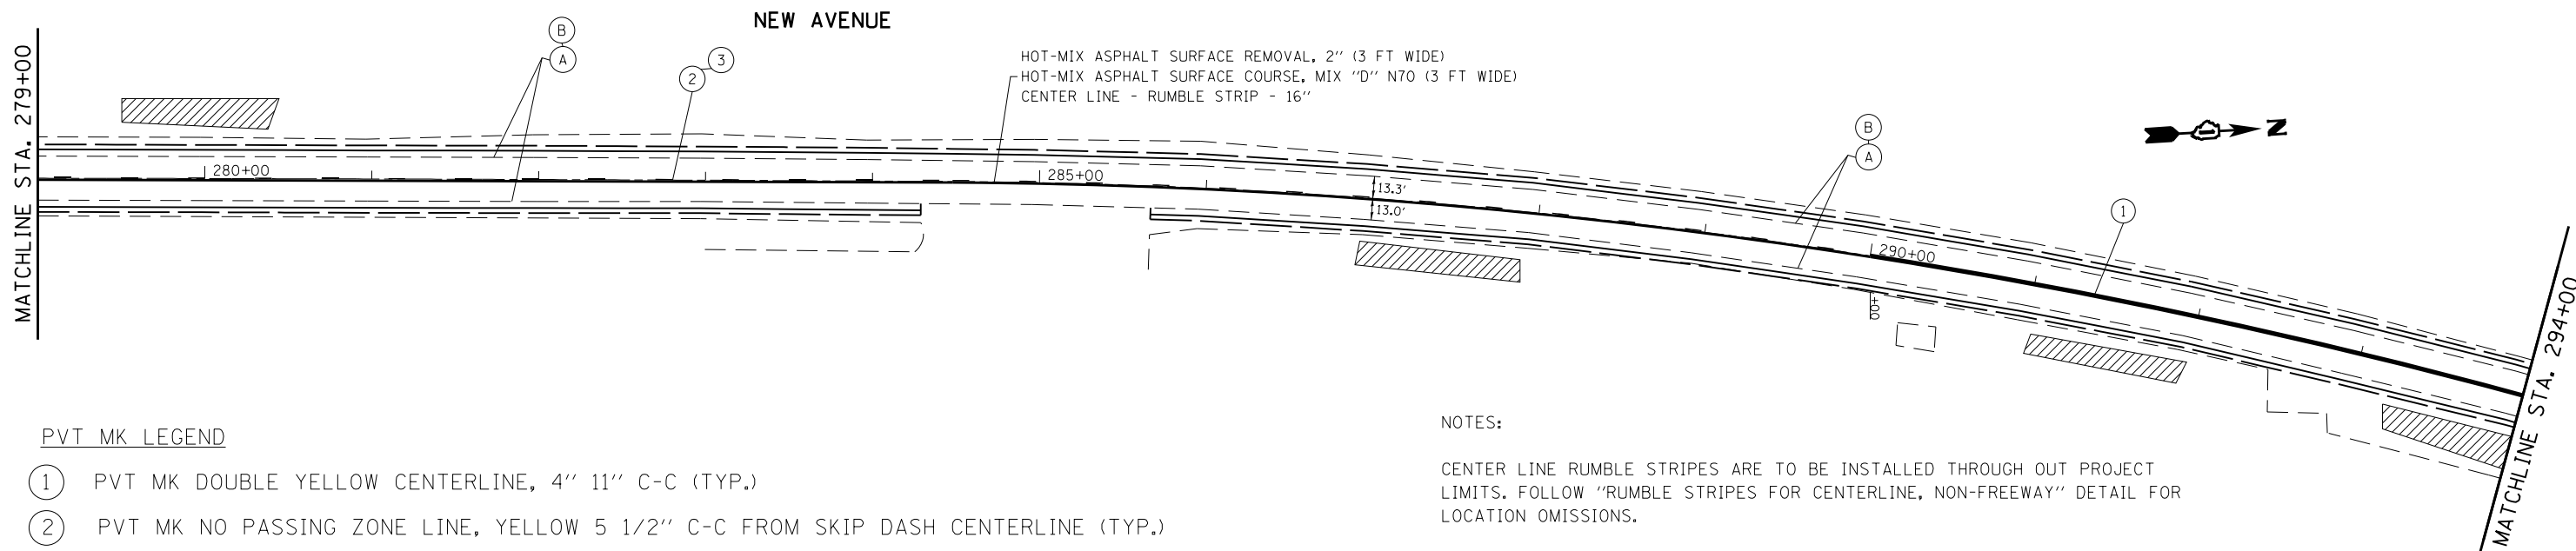 NEW AVENUE
MATCHLINE STA. 279+00
B
A
3
2
HOT-MIX ASPHALT SURFACE REMOVAL, 2" (3 FT WIDE)
HOT-MIX ASPHALT SURFACE COURSE, MIX "D" N70 (3 FT WIDE)
CENTER LINE - RUMBLE STRIP - 16"
280+00
285+00
13.3'
13.0'
B
A
1
N
290+00
+00
MATCHLINE STA. 294+00
PVT MK LEGEND
1 PVT MK DOUBLE YELLOW CENTERLINE, 4" 11" C-C (TYP.)
2 PVT MK NO PASSING ZONE LINE, YELLOW 5 1/2" C-C FROM SKIP DASH CENTERLINE (TYP.)
NOTES:
CENTER LINE RUMBLE STRIPES ARE TO BE INSTALLED THROUGH OUT PROJECT
LIMITS. FOLLOW "RUMBLE STRIPES FOR CENTERLINE, NON-FREEWAY" DETAIL FOR
LOCATION OMISSIONS.